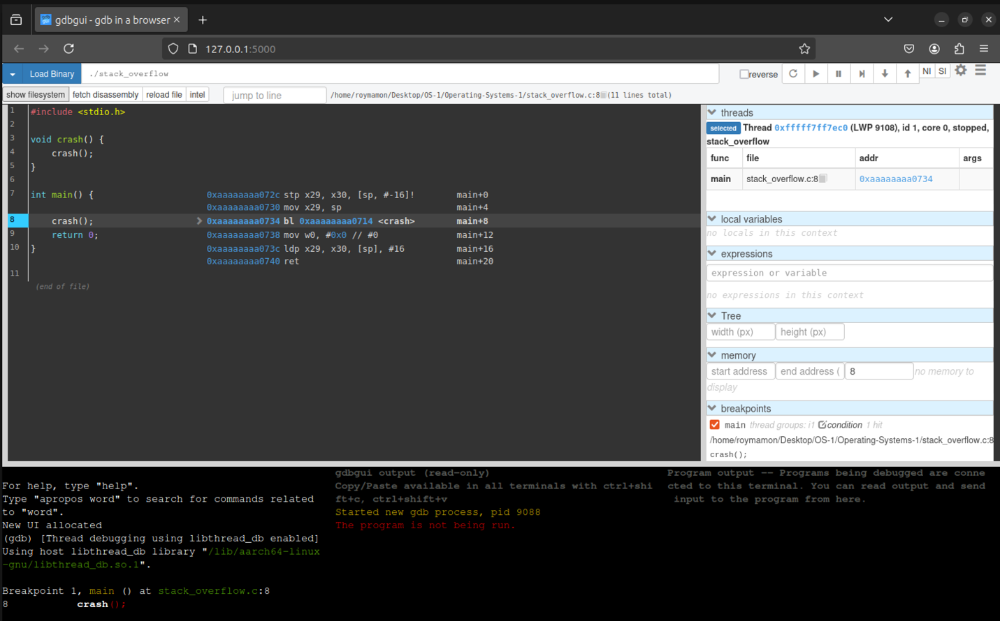 gdbgui - gdb in a browser
127.0.0.1:5000
Load Binary ./stack_overflow reverse NI SI
show filesystem fetch disassembly reload file intel jump to line /home/roymamon/Desktop/OS-1/Operating-Systems-1/stack_overflow.c:8 (11 lines total)
1 #include <stdio.h>
2
3 void crash() {
4 crash();
5 }
6
7 int main() { 0xaaaaaaaa072c stp x29, x30, [sp, #-16]! main+0
0xaaaaaaaa0730 mov x29, sp main+4
8 crash(); 0xaaaaaaaa0734 bl 0xaaaaaaaa0714 <crash> main+8
9 return 0; 0xaaaaaaaa0738 mov w0, #0x0 // #0 main+12
10 } 0xaaaaaaaa073c ldp x29, x30, [sp], #16 main+16
0xaaaaaaaa0740 ret main+20
11
(end of file)
threads
selected Thread 0xfffff7ff7ec0 (LWP 9108), id 1, core 0, stopped,
stack_overflow
func file addr args
main stack_overflow.c:8 0xaaaaaaaa0734
local variables
no locals in this context
expressions
expression or variable
no expressions in this context
Tree
width (px) height (px)
memory
start address end address ( 8 no memory to
display
breakpoints
main thread groups: i1 condition 1 hit
/home/roymamon/Desktop/OS-1/Operating-Systems-1/stack_overflow.c:8
crash();
For help, type "help".
Type "apropos word" to search for commands related
to "word".
New UI allocated
(gdb) [Thread debugging using libthread_db enabled]
Using host libthread_db library "/lib/aarch64-linux
-gnu/libthread_db.so.1".
Breakpoint 1, main () at stack_overflow.c:8
8 crash();
gdbgui output (read-only)
Copy/Paste available in all terminals with ctrl+shi
ft+c, ctrl+shift+v
Started new gdb process, pid 9088
The program is not being run.
Program output -- Programs being debugged are conne
cted to this terminal. You can read output and send
input to the program from here.